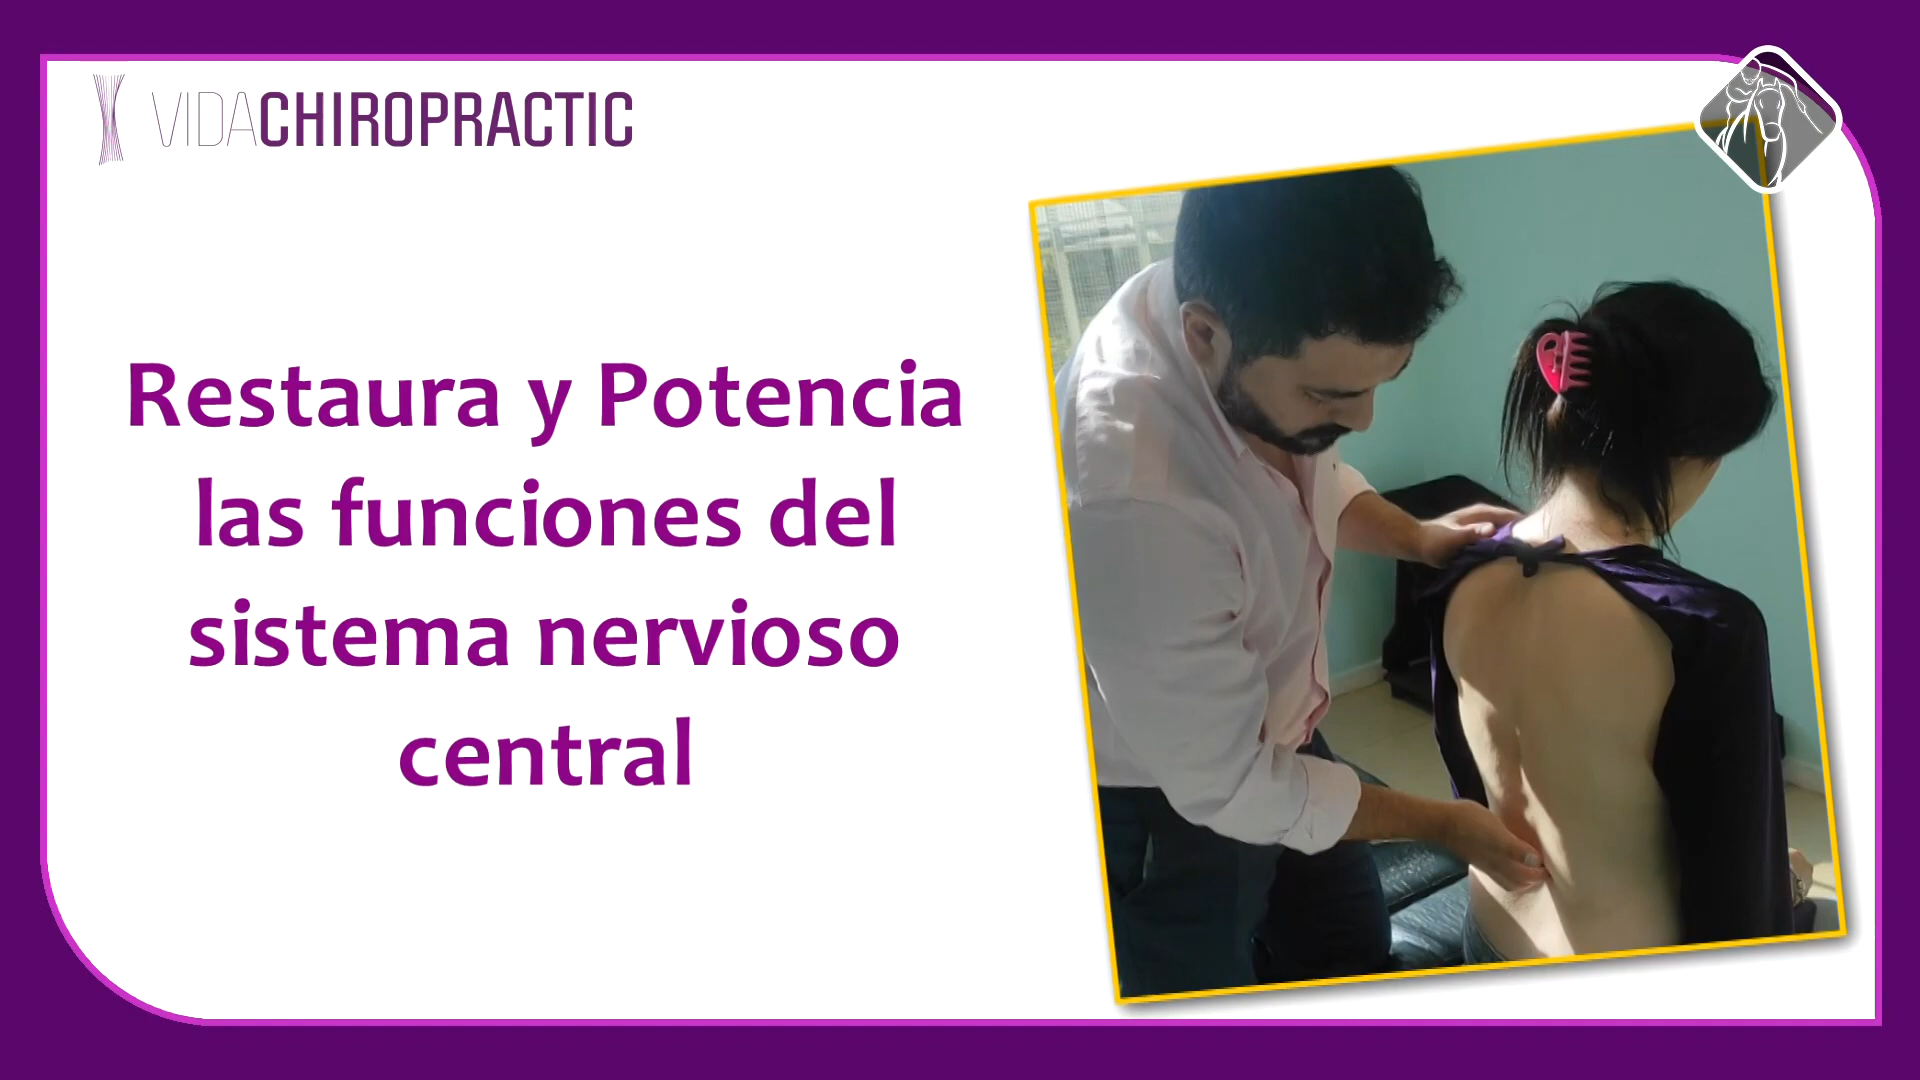 VIDACHIROPRACTIC
Restaura y Potencia
las funciones del
sistema nervioso
central